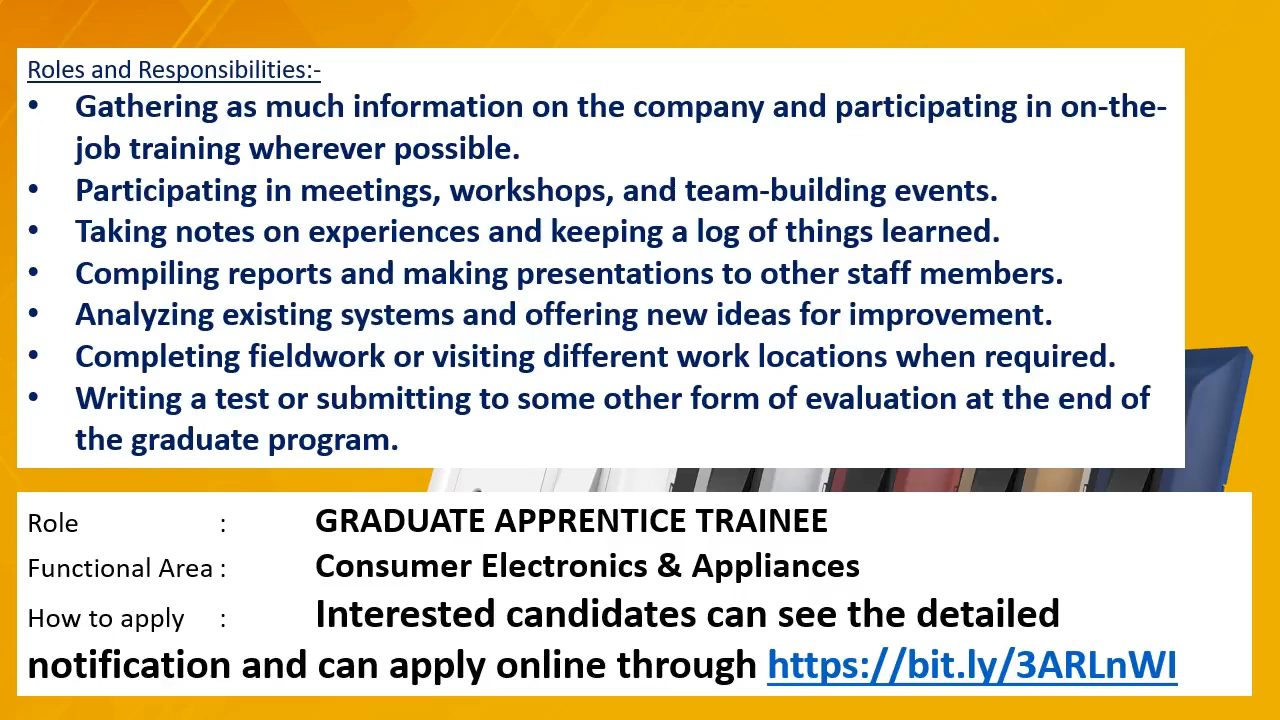 Roles and Responsibilities:-
• Gathering as much information on the company and participating in on-the-
job training wherever possible.
• Participating in meetings, workshops, and team-building events.
• Taking notes on experiences and keeping a log of things learned.
• Compiling reports and making presentations to other staff members.
• Analyzing existing systems and offering new ideas for improvement.
• Completing fieldwork or visiting different work locations when required.
• Writing a test or submitting to some other form of evaluation at the end of
the graduate program.
Role : GRADUATE APPRENTICE TRAINEE
Functional Area : Consumer Electronics & Appliances
How to apply : Interested candidates can see the detailed
notification and can apply online through https://bit.ly/3ARLnWI